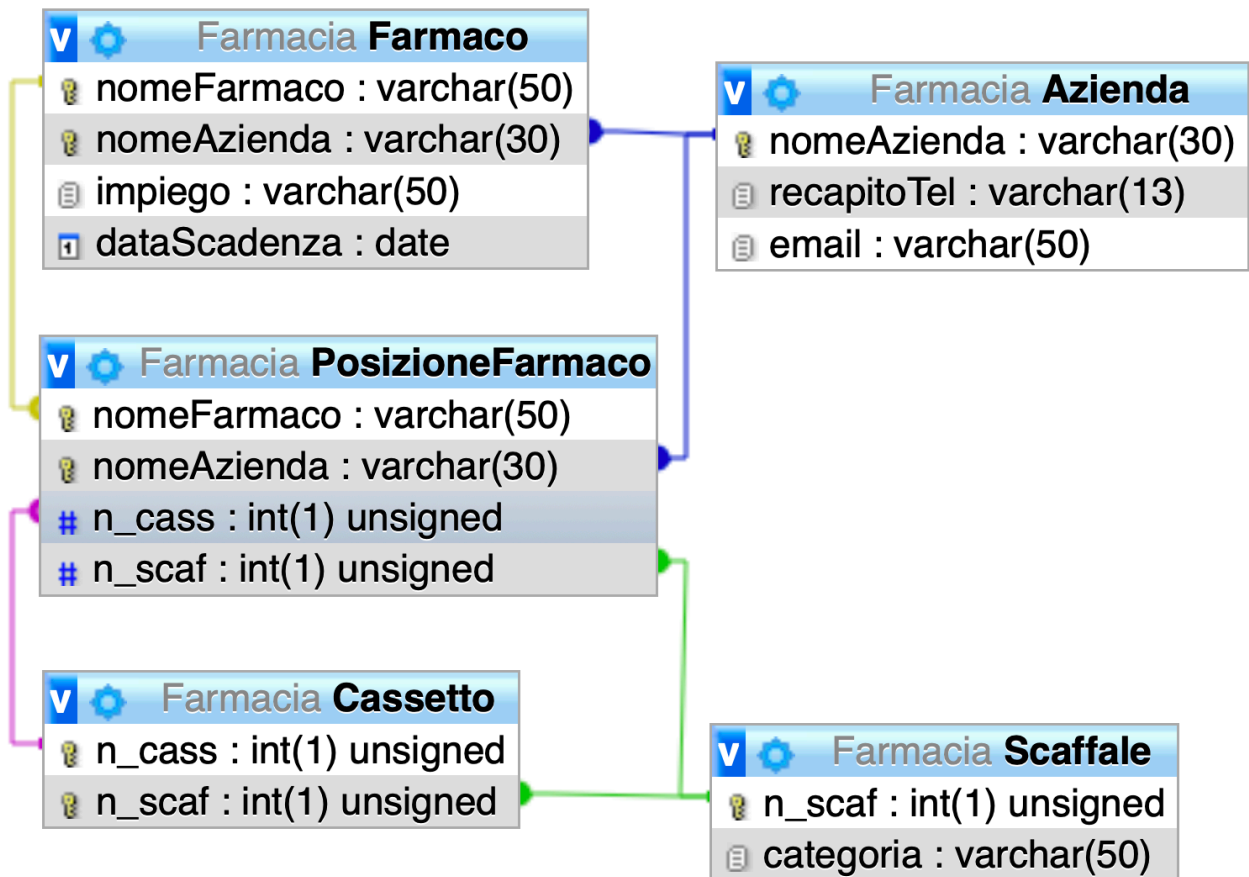 Farmacia Farmaco
nomeFarmaco : varchar(50)
nomeAzienda : varchar(30)
impiego : varchar(50)
dataScadenza : date
Farmacia Azienda
nomeAzienda : varchar(30)
recapitoTel : varchar(13)
email : varchar(50)
Farmacia PosizioneFarmaco
nomeFarmaco : varchar(50)
nomeAzienda : varchar(30)
# n_cass : int(1) unsigned
# n_scaf : int(1) unsigned
Farmacia Cassetto
n_cass : int(1) unsigned
n_scaf : int(1) unsigned
Farmacia Scaffale
n_scaf : int(1) unsigned
categoria : varchar(50)